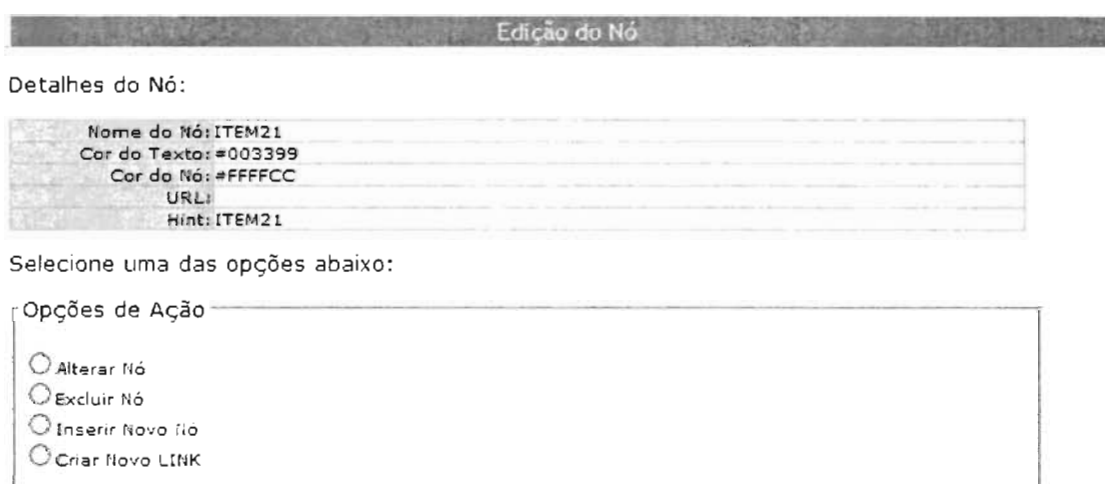 Edição do Nó
Detalhes do Nó:
Nome do Nó: ITEM21
Cor do Texto: #003399
Cor do Nó: #FFFFCC
URL:
Hint: ITEM21
Selecione uma das opções abaixo:
Opções de Ação
Alterar Nó
Excluir Nó
Inserir Novo Nó
Criar Novo LINK